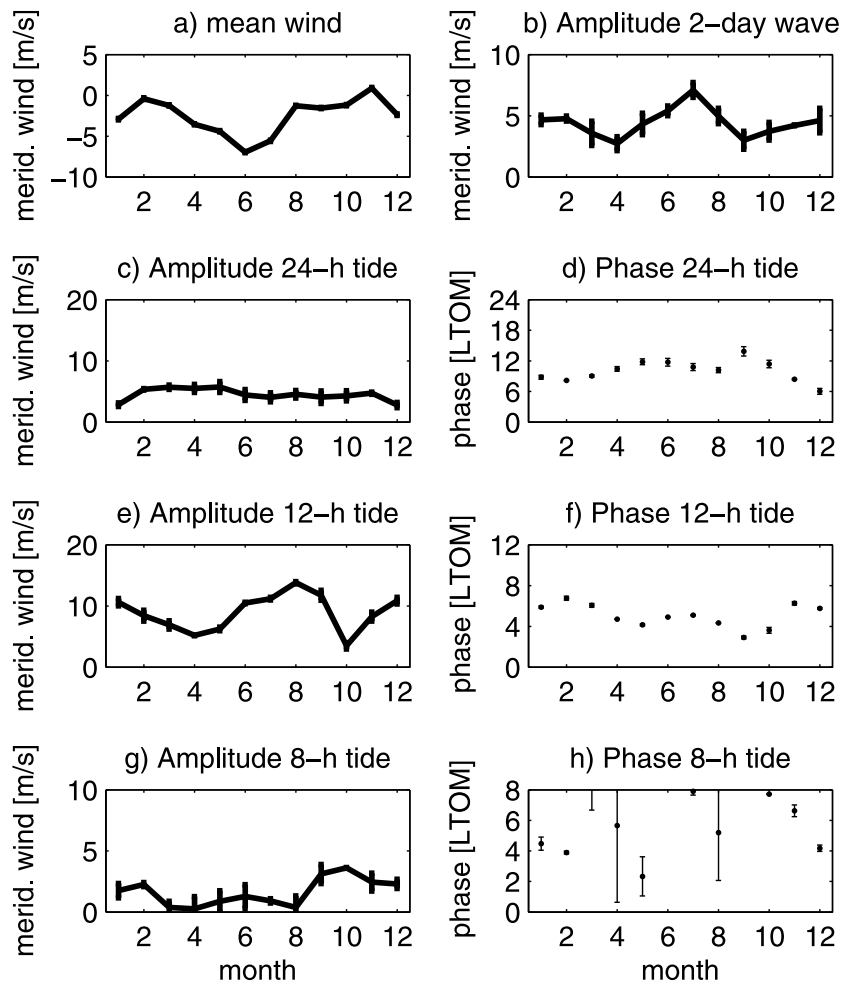 a) mean wind
merid. wind [m/s]
5
0
−5
−10
2 4 6 8 10 12
b) Amplitude 2−day wave
merid. wind [m/s]
10
5
0
2 4 6 8 10 12
c) Amplitude 24−h tide
merid. wind [m/s]
20
10
0
2 4 6 8 10 12
d) Phase 24−h tide
phase [LTOM]
24
18
12
6
0
2 4 6 8 10 12
e) Amplitude 12−h tide
merid. wind [m/s]
20
10
0
2 4 6 8 10 12
f) Phase 12−h tide
phase [LTOM]
12
8
4
0
2 4 6 8 10 12
g) Amplitude 8−h tide
merid. wind [m/s]
10
5
0
2 4 6 8 10 12
month
h) Phase 8−h tide
phase [LTOM]
8
6
4
2
0
2 4 6 8 10 12
month